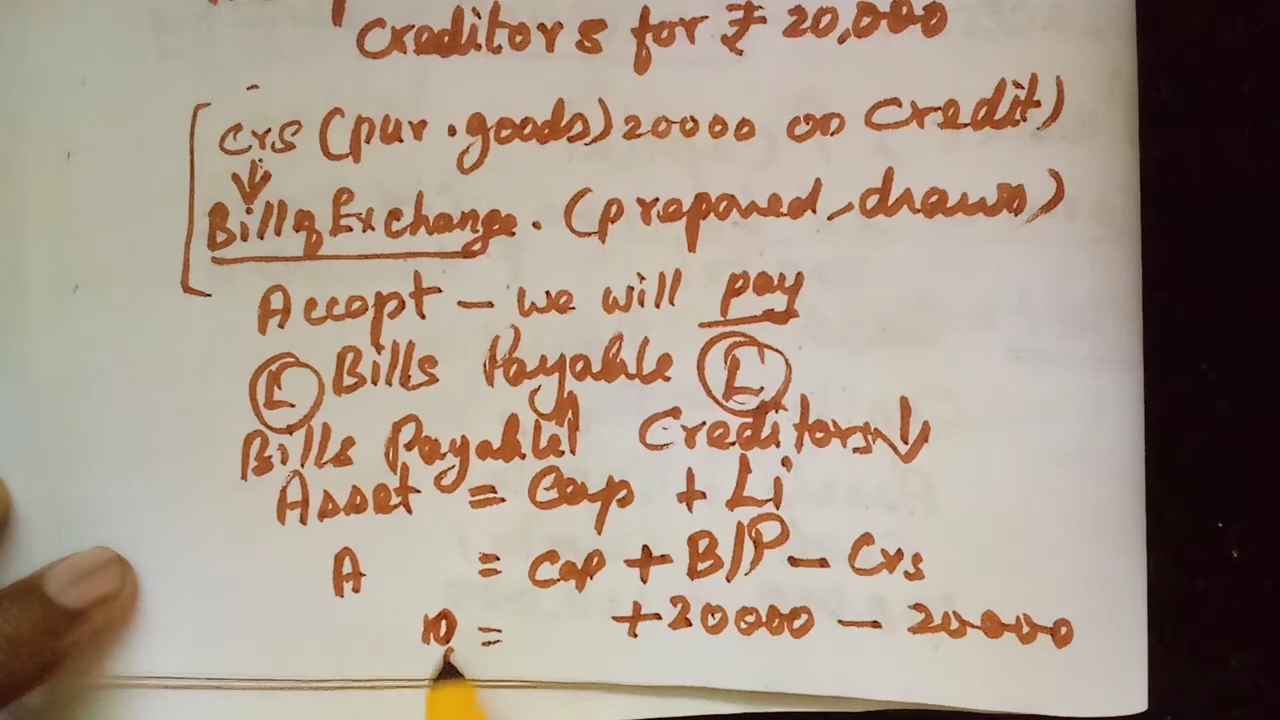 creditors for ₹ 20,000
crs (pur. goods) 20000 on credit)
Bill of Exchange. (prepared, drawn)
Accept - we will pay
L Bills Payable L
Bills Payable ↑ Creditors ↓
Asset = Cap + Li
A = Cap + B/P - Crs
= +20000 - 20000